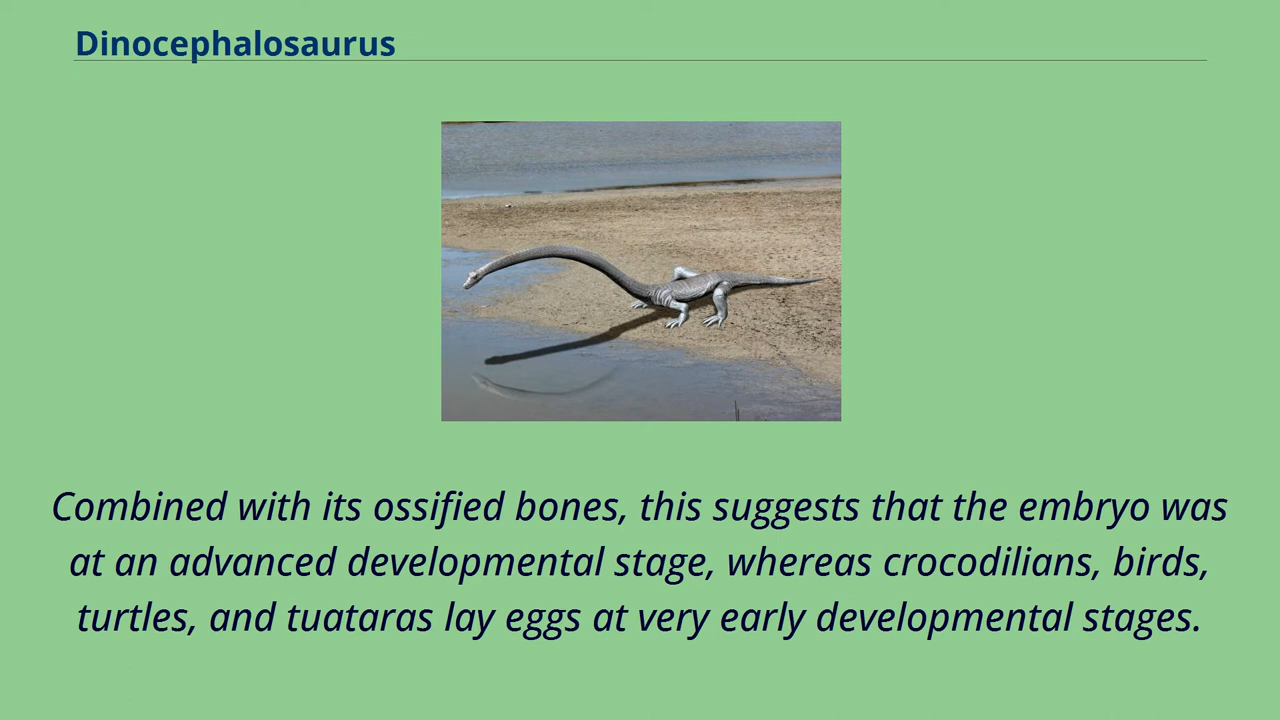 Dinocephalosaurus
Combined with its ossified bones, this suggests that the embryo was
at an advanced developmental stage, whereas crocodilians, birds,
turtles, and tuataras lay eggs at very early developmental stages.